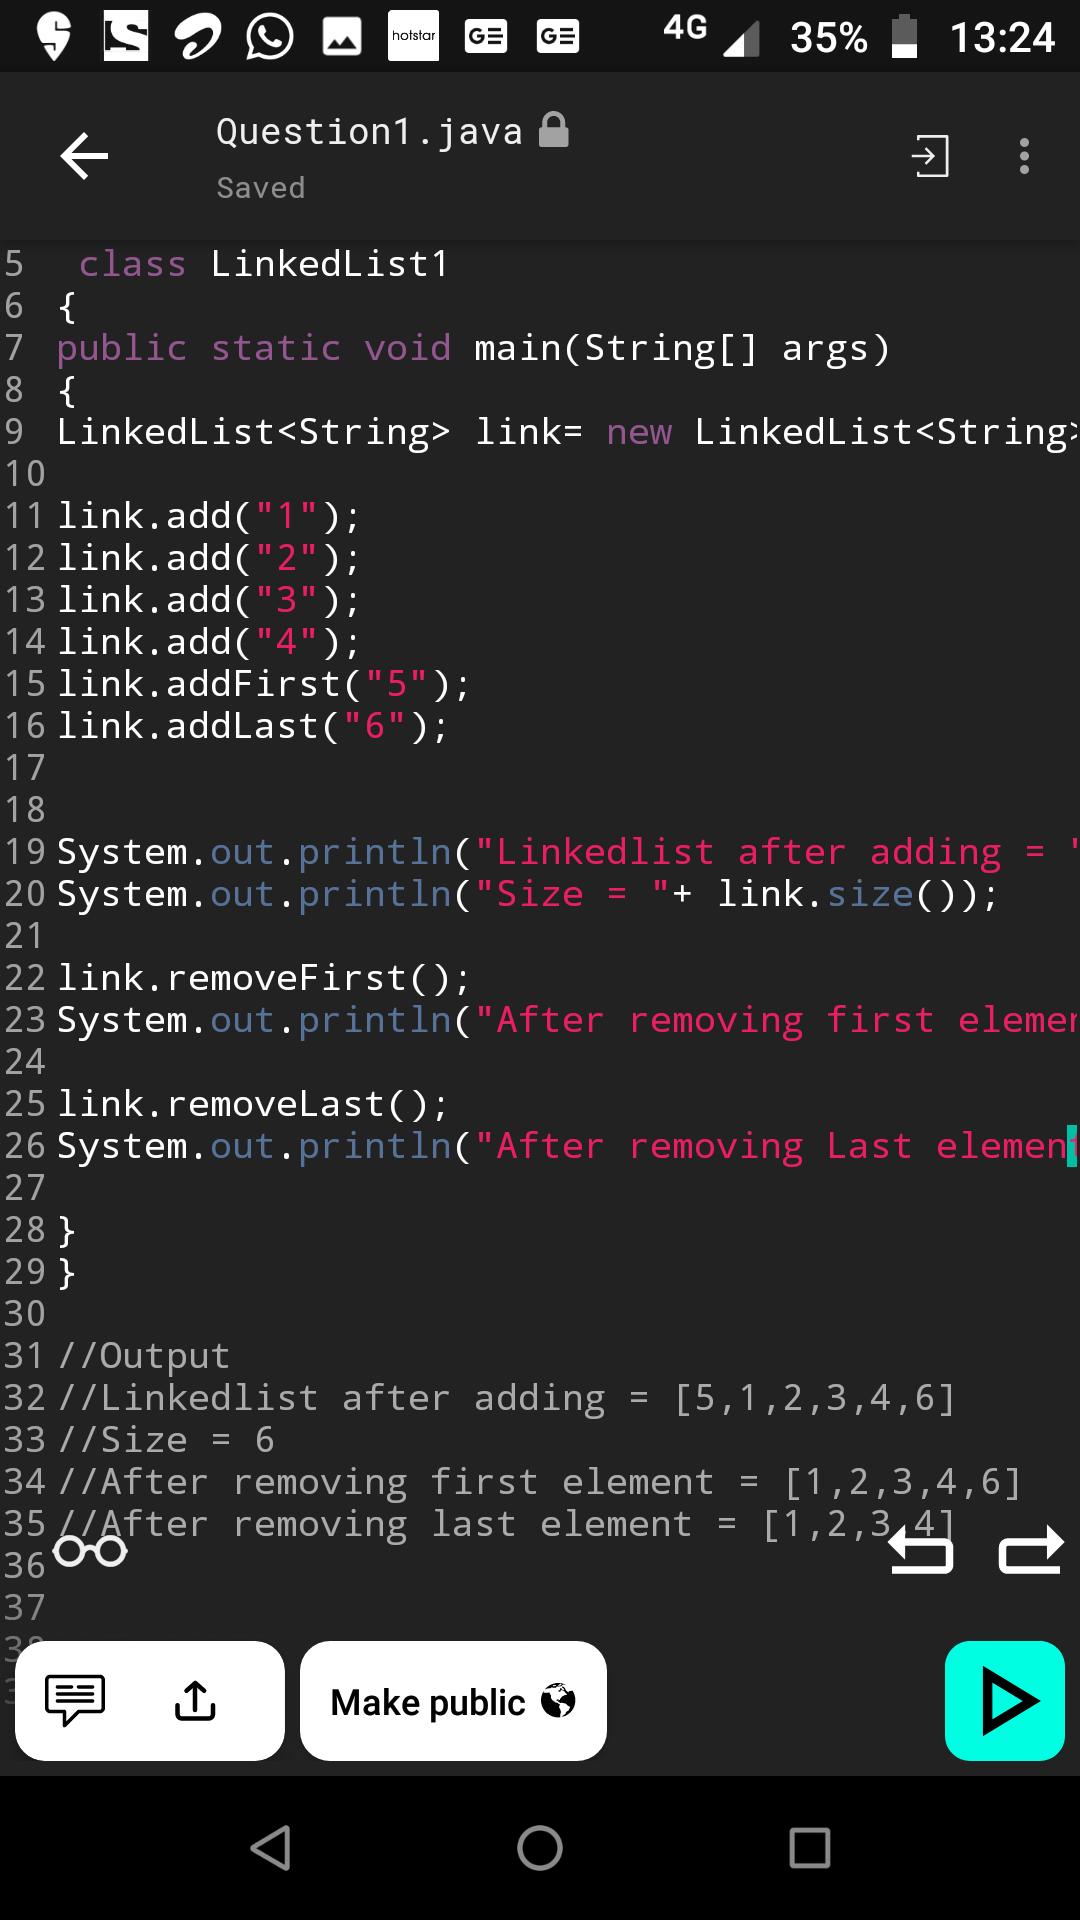 hotstar GE GE 4G 35% 13:24
Question1.java
Saved
5 class LinkedList1
6 {
7 public static void main(String[] args)
8 {
9 LinkedList<String> link= new LinkedList<String>
10
11 link.add("1");
12 link.add("2");
13 link.add("3");
14 link.add("4");
15 link.addFirst("5");
16 link.addLast("6");
17
18
19 System.out.println("Linkedlist after adding = "
20 System.out.println("Size = "+ link.size());
21
22 link.removeFirst();
23 System.out.println("After removing first elemen
24
25 link.removeLast();
26 System.out.println("After removing Last element
27
28 }
29 }
30
31 //Output
32 //Linkedlist after adding = [5,1,2,3,4,6]
33 //Size = 6
34 //After removing first element = [1,2,3,4,6]
35 //After removing last element = [1,2,3,4]
36
37
Make public